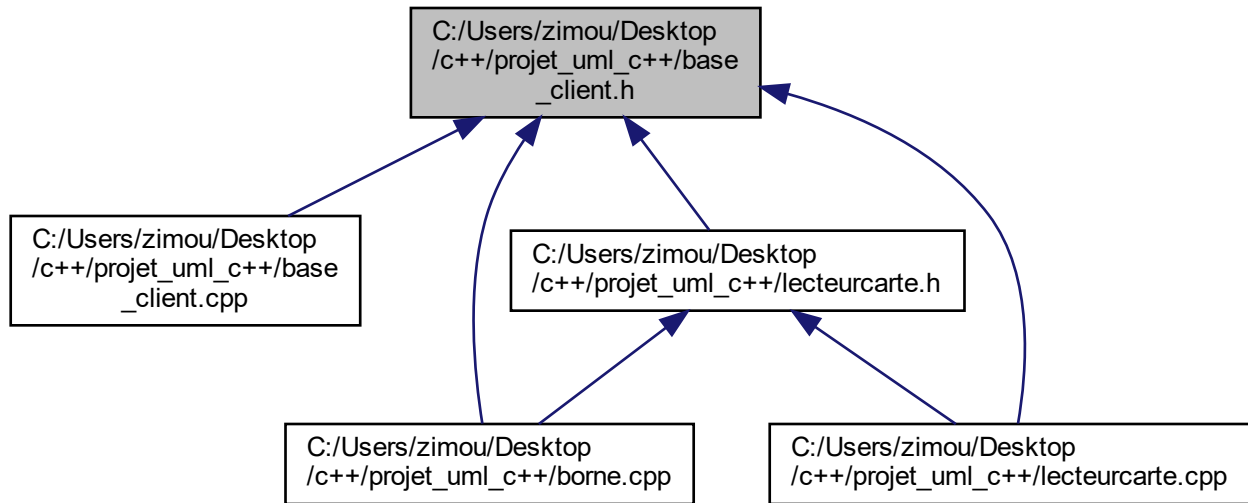 C:/Users/zimou/Desktop
/c++/projet_uml_c++/base
_client.h
C:/Users/zimou/Desktop
/c++/projet_uml_c++/base
_client.cpp
C:/Users/zimou/Desktop
/c++/projet_uml_c++/lecteurcarte.h
C:/Users/zimou/Desktop
/c++/projet_uml_c++/borne.cpp
C:/Users/zimou/Desktop
/c++/projet_uml_c++/lecteurcarte.cpp